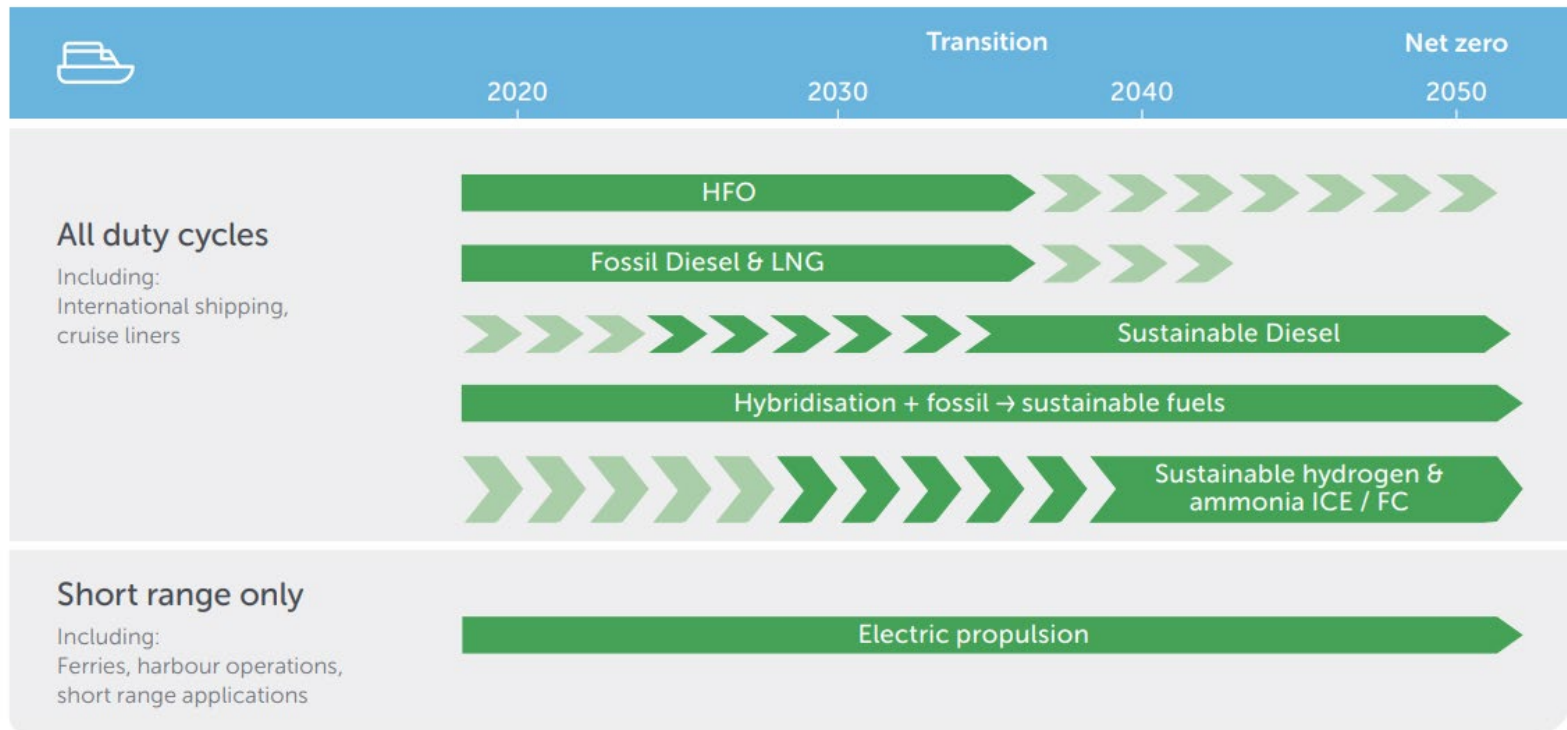 Transition
Net zero
2020
2030
2040
2050
All duty cycles
Including:
International shipping,
cruise liners
HFO
Fossil Diesel & LNG
Sustainable Diesel
Hybridisation + fossil → sustainable fuels
Sustainable hydrogen &
ammonia ICE / FC
Short range only
Including:
Ferries, harbour operations,
short range applications
Electric propulsion